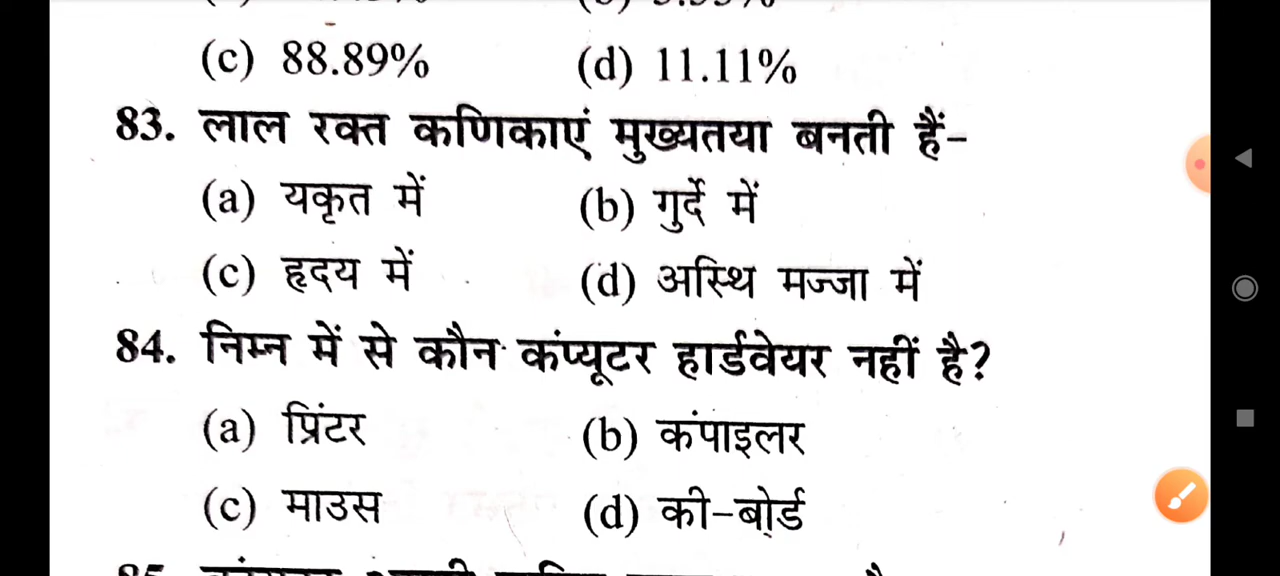 (c) 88.89% (d) 11.11%
83. लाल रक्त कणिकाएं मुख्यतया बनती हैं-
(a) यकृत में (b) गुर्दे में
(c) हृदय में (d) अस्थि मज्जा में
84. निम्न में से कौन कंप्यूटर हार्डवेयर नहीं है?
(a) प्रिंटर (b) कंपाइलर
(c) माउस (d) की-बोर्ड